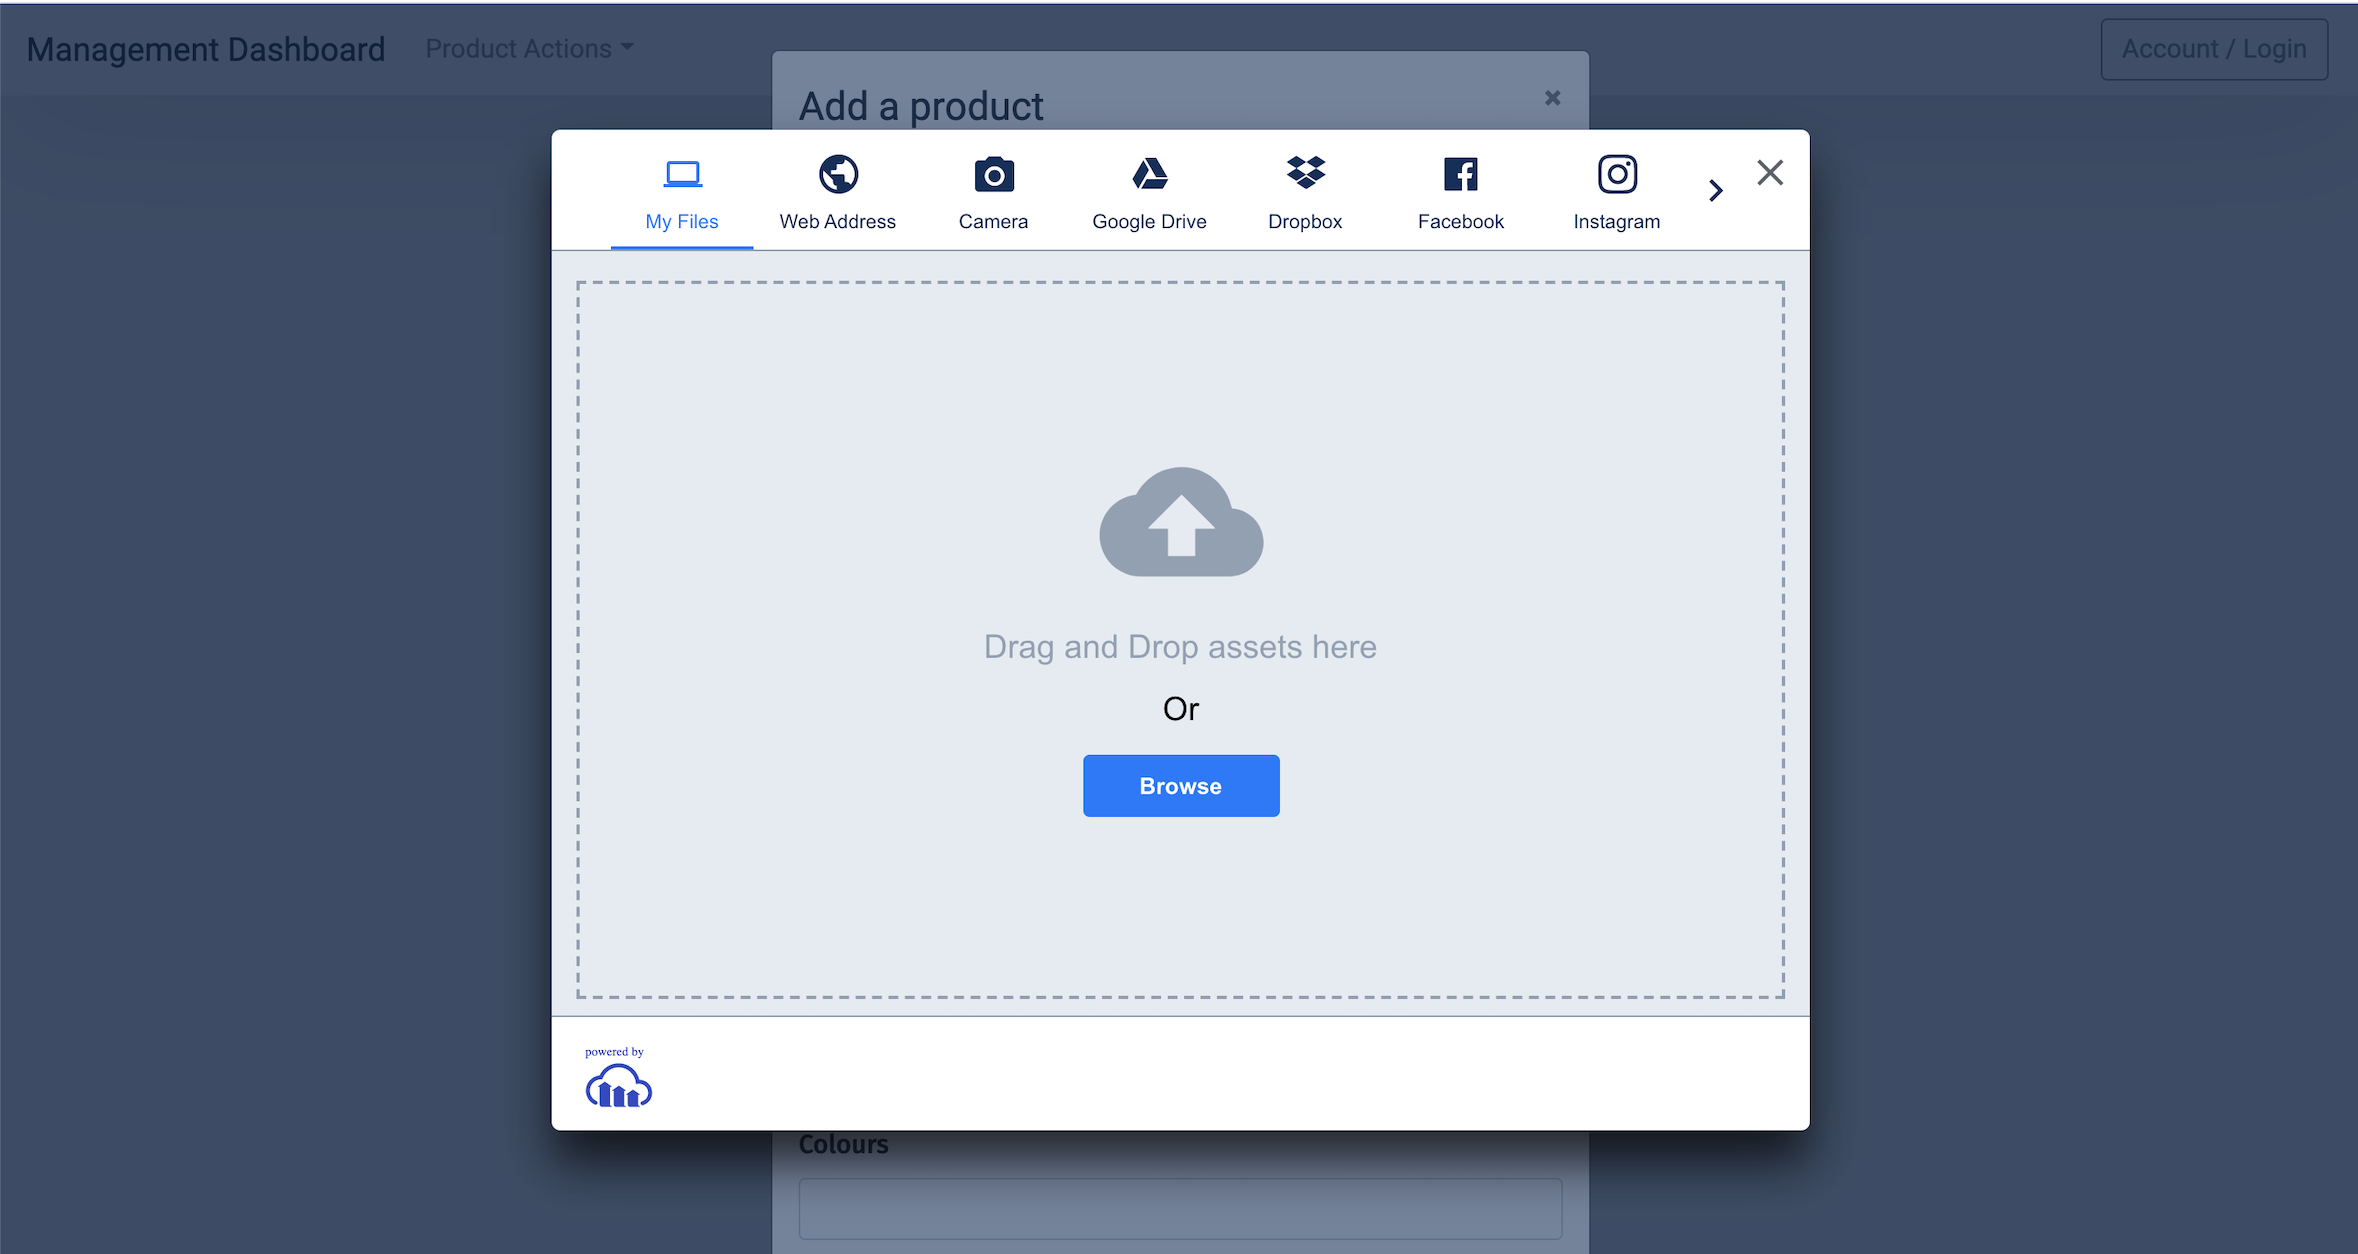 Management Dashboard
Product Actions
Account / Login
Add a product
My Files
Web Address
Camera
Google Drive
Dropbox
Facebook
Instagram
Drag and Drop assets here
Or
Browse
powered by
Colours